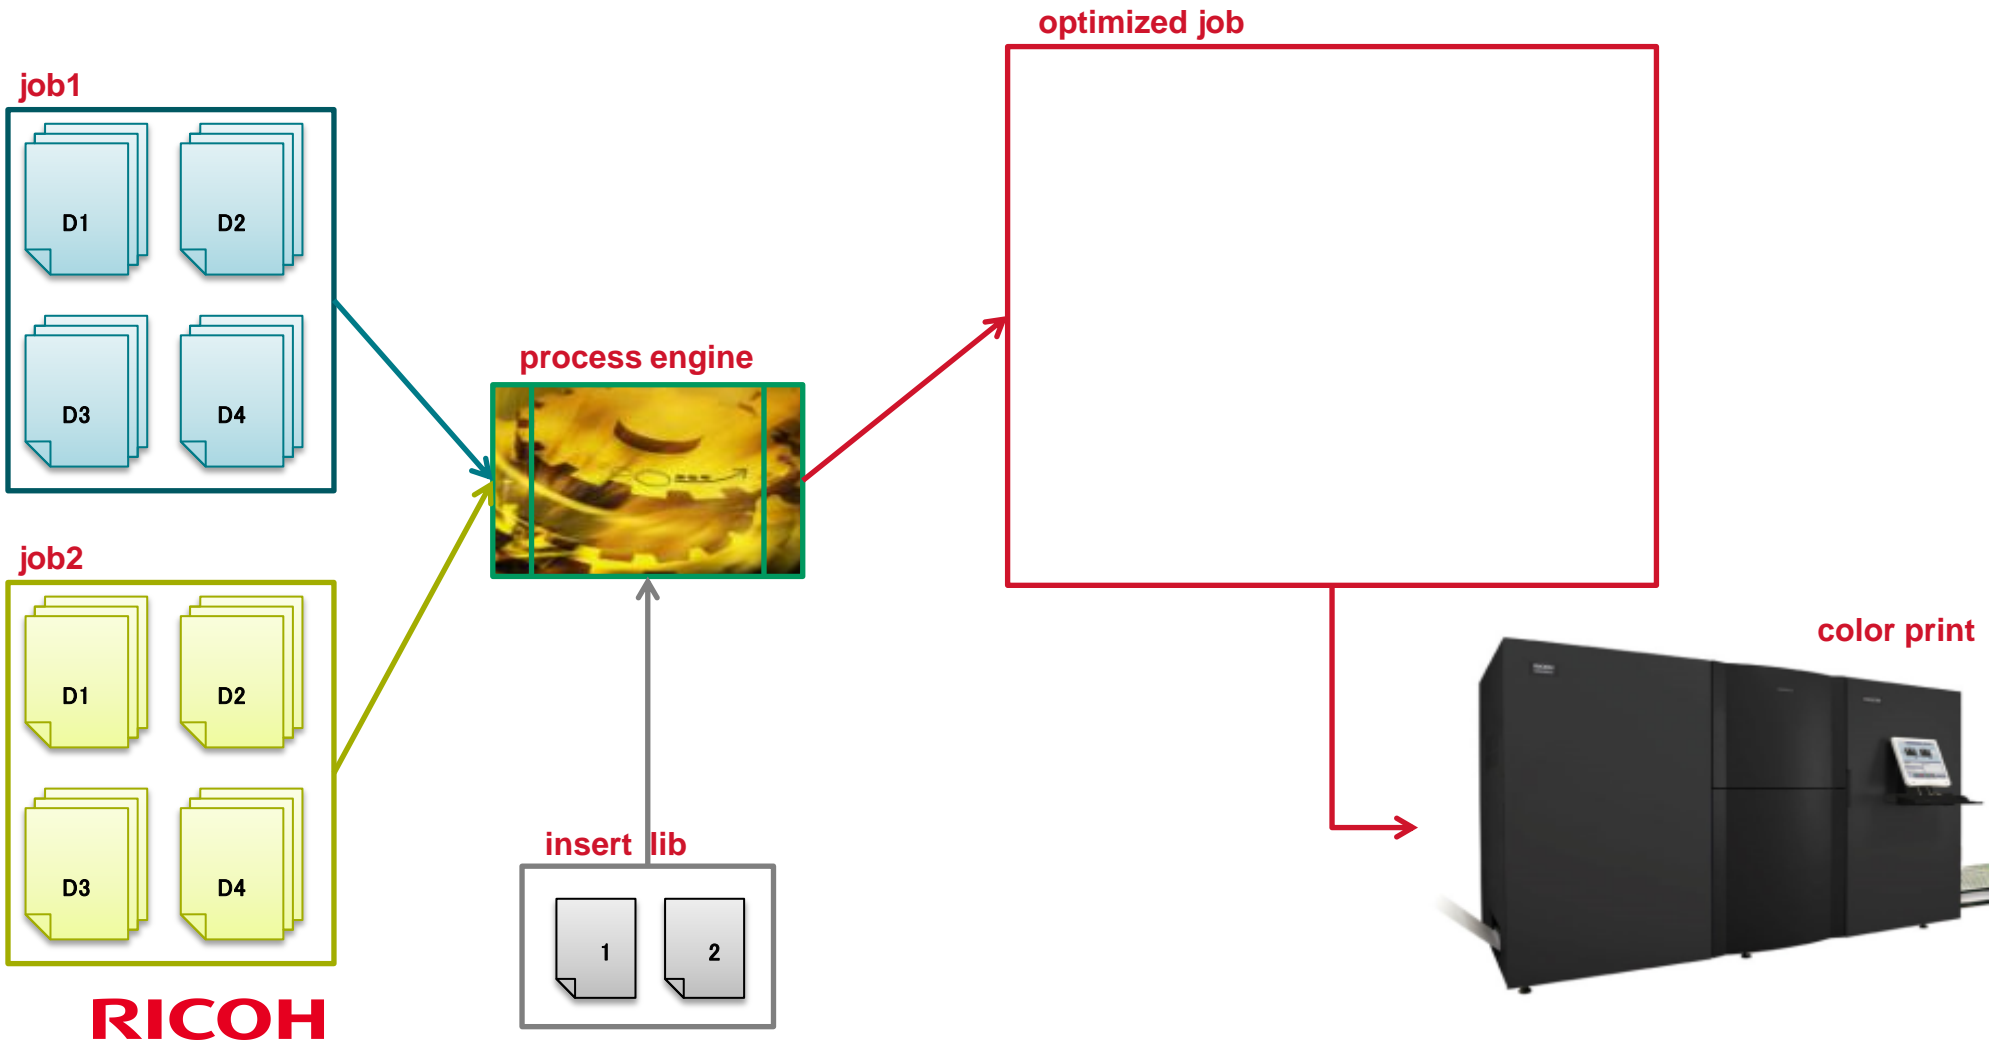 optimized job
job1
D1
D2
D3
D4
process engine
job2
D1
D2
D3
D4
insert lib
1
2
color print
RICOH